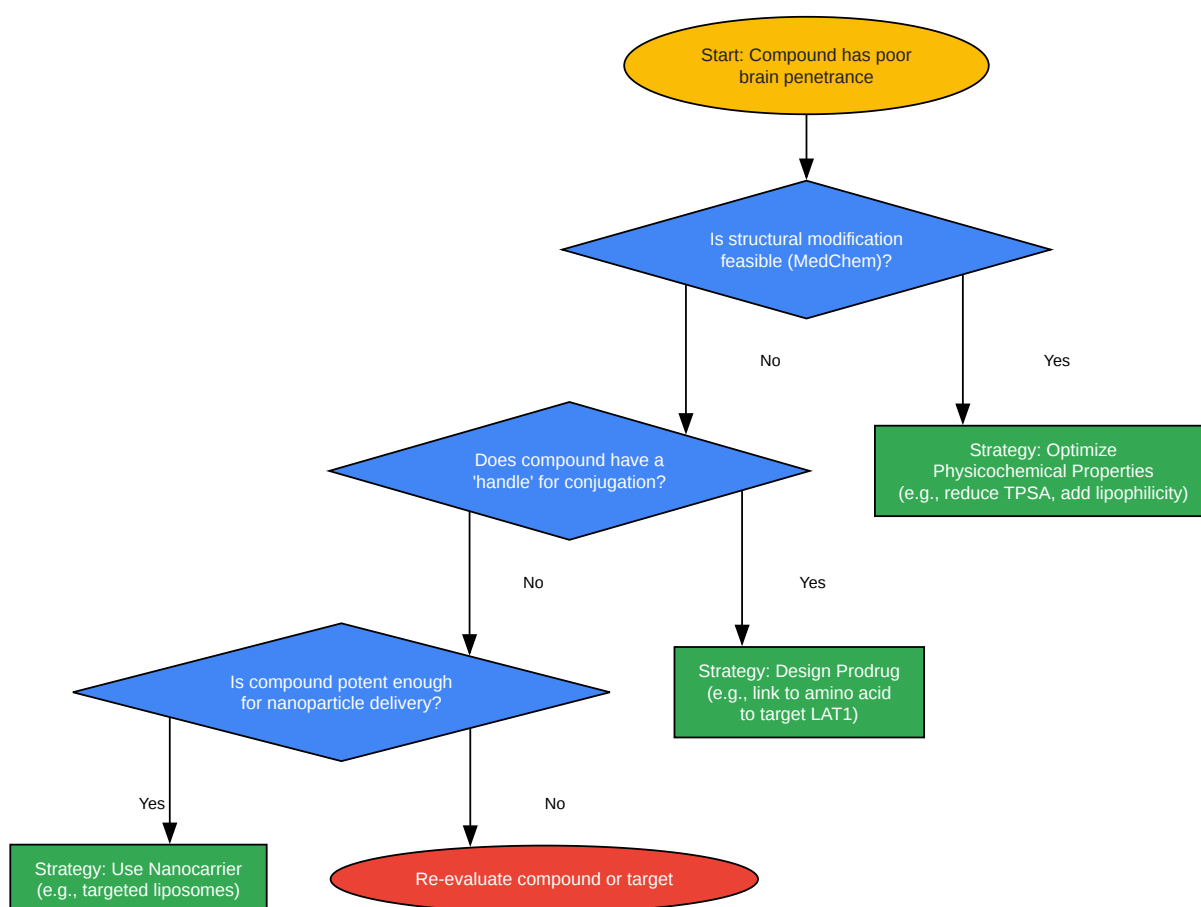 Start: Compound has poor
brain penetrance
Is structural modification
feasible (MedChem)?
No
Yes
Strategy: Optimize
Physicochemical Properties
(e.g., reduce TPSA, add lipophilicity)
Does compound have a
'handle' for conjugation?
No
Yes
Strategy: Design Prodrug
(e.g., link to amino acid
to target LAT1)
Is compound potent enough
for nanoparticle delivery?
Yes
No
Strategy: Use Nanocarrier
(e.g., targeted liposomes)
Re-evaluate compound or target